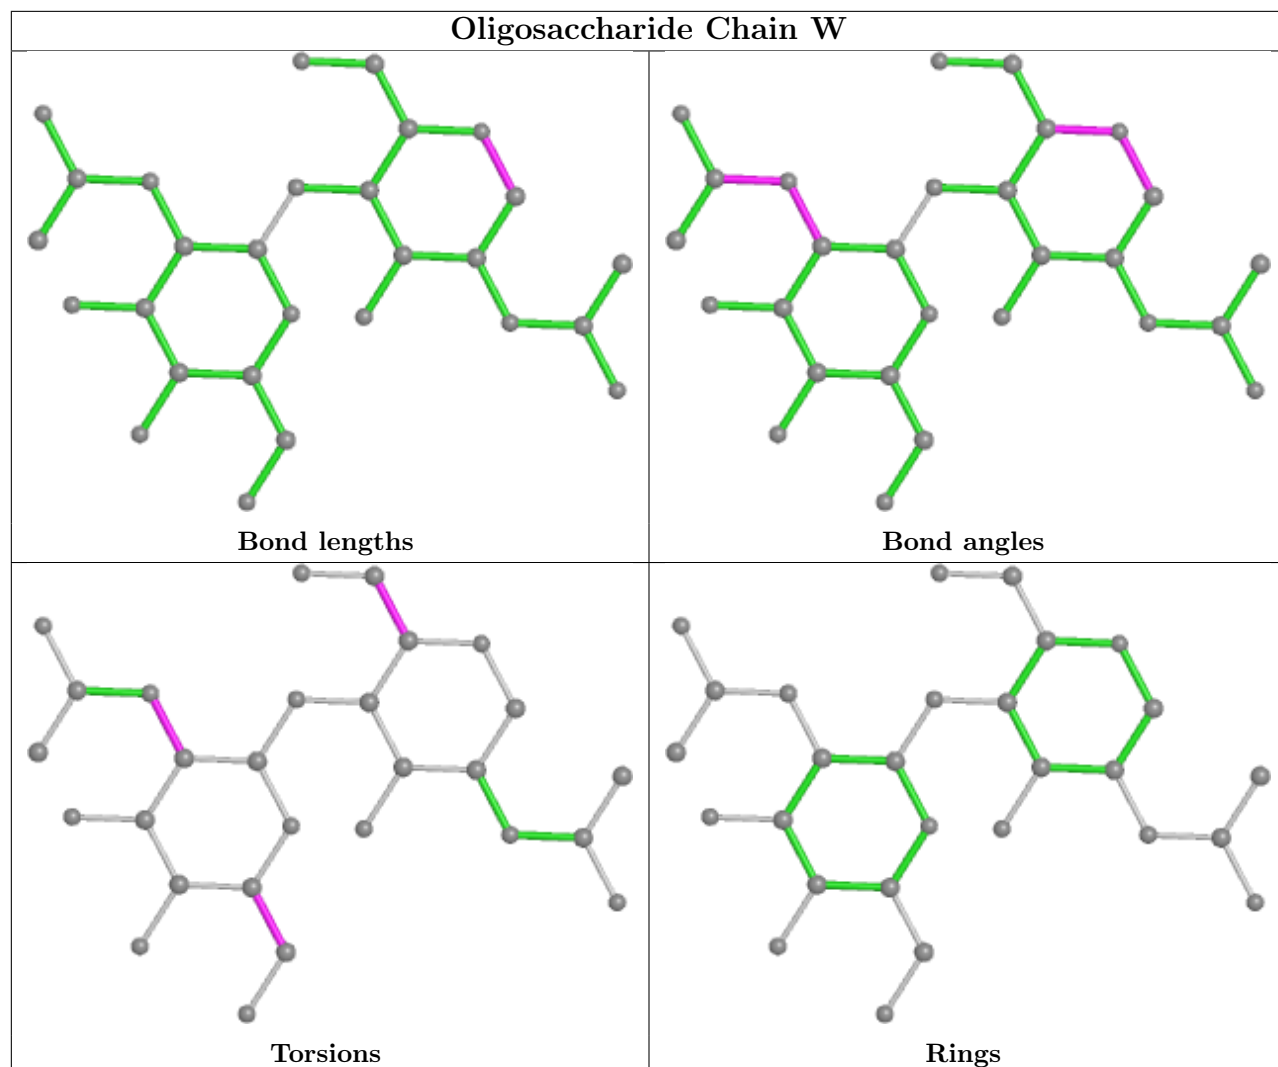 Oligosaccharide Chain W
Bond lengths
Bond angles
Torsions
Rings